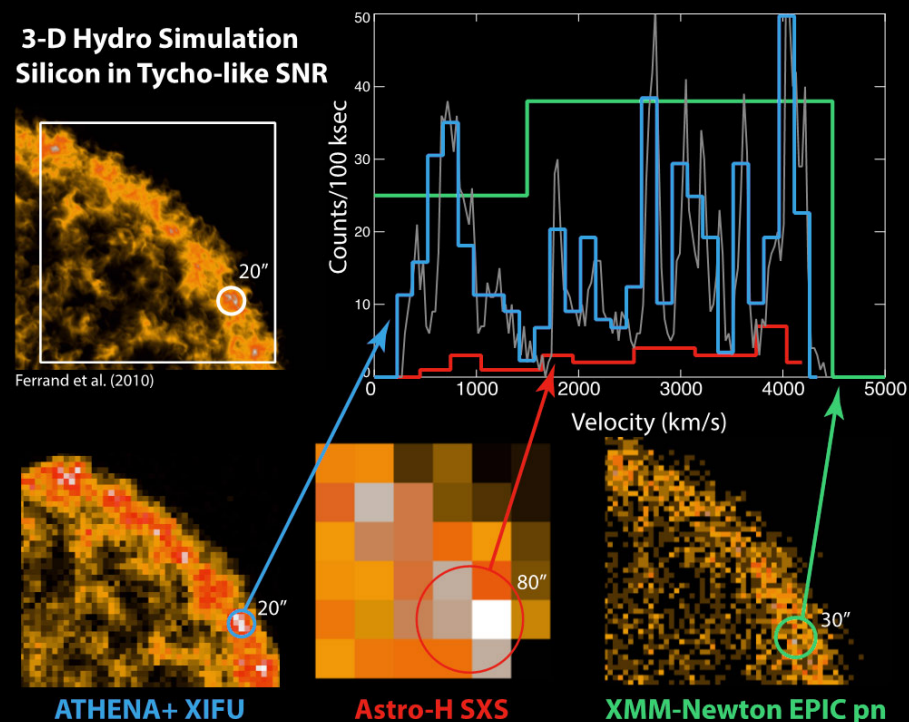 3-D Hydro Simulation
Silicon in Tycho-like SNR
20”
Ferrand et al. (2010)
Counts/100 ksec
50
40
30
20
10
0
0
1000
2000
3000
4000
5000
Velocity (km/s)
20”
80”
30”
ATHENA+ XIFU
Astro-H SXS
XMM-Newton EPIC pn